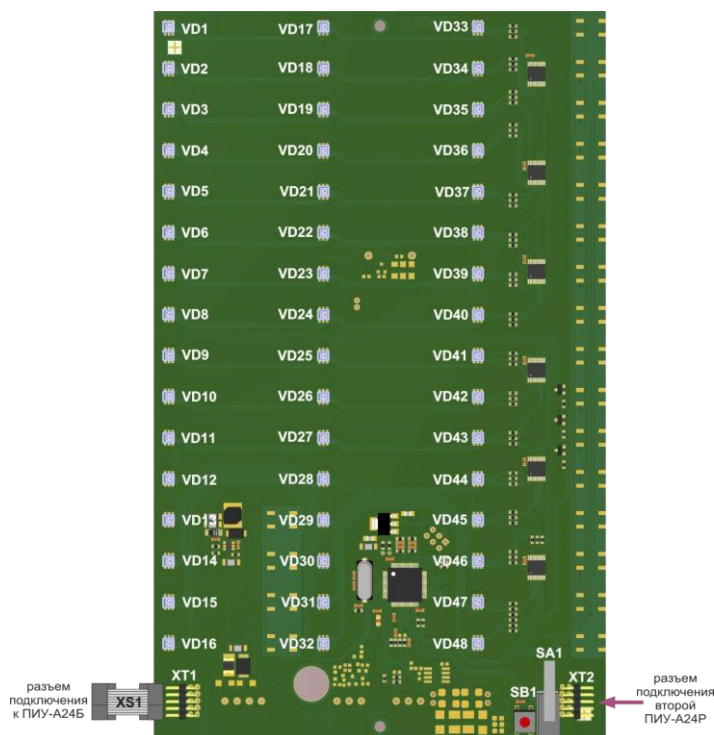 VD1 VD17 VD33
VD2 VD18 VD34
VD3 VD19 VD35
VD4 VD20 VD36
VD5 VD21 VD37
VD6 VD22 VD38
VD7 VD23 VD39
VD8 VD24 VD40
VD9 VD25 VD41
VD10 VD26 VD42
VD11 VD27 VD43
VD12 VD28 VD44
VD13 VD29 VD45
VD14 VD30 VD46
VD15 VD31 VD47
VD16 VD32 VD48
SA1
XT1 XT2
разъем
подключения
к ПИУ-А24Б
XS1
SB1
разъем
подключения
второй
ПИУ-А24Р